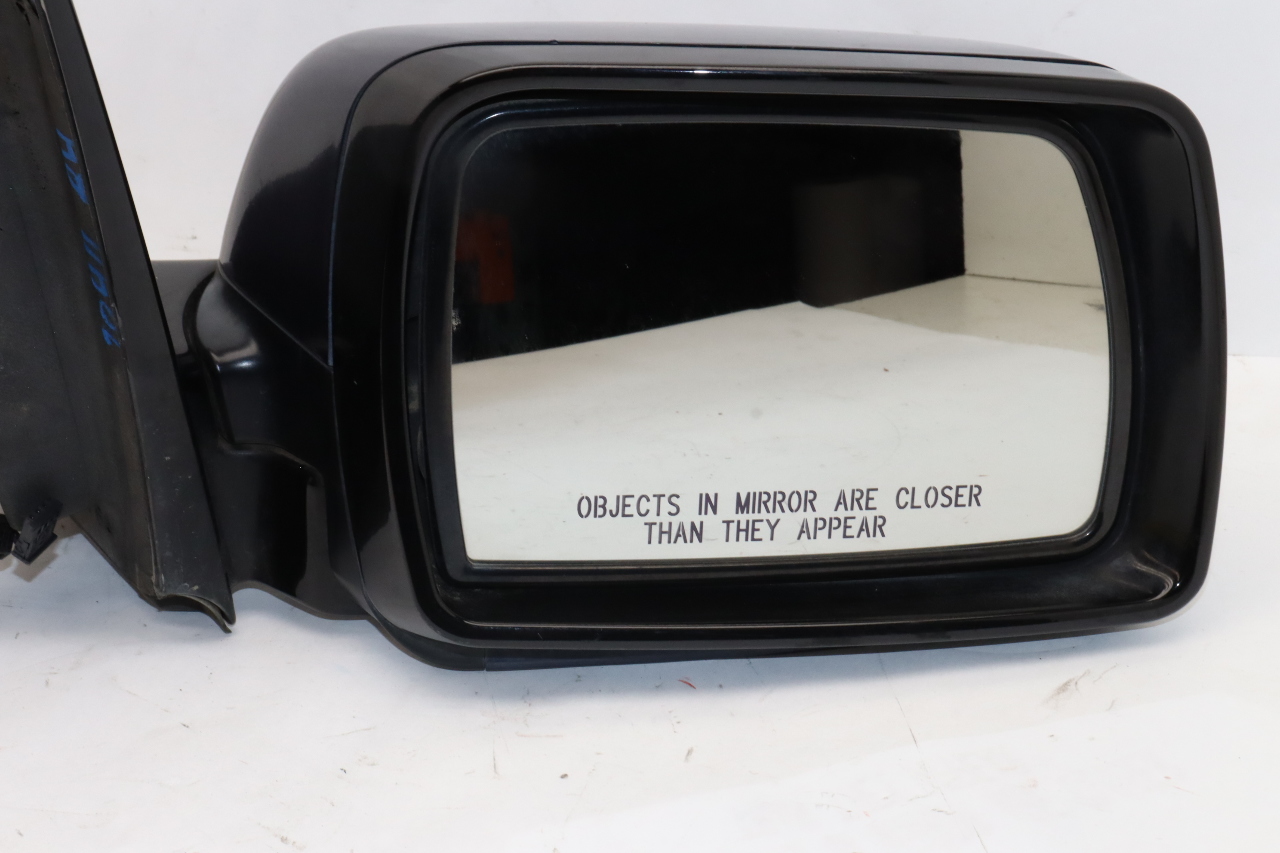 OBJECTS IN MIRROR ARE CLOSER
THAN THEY APPEAR